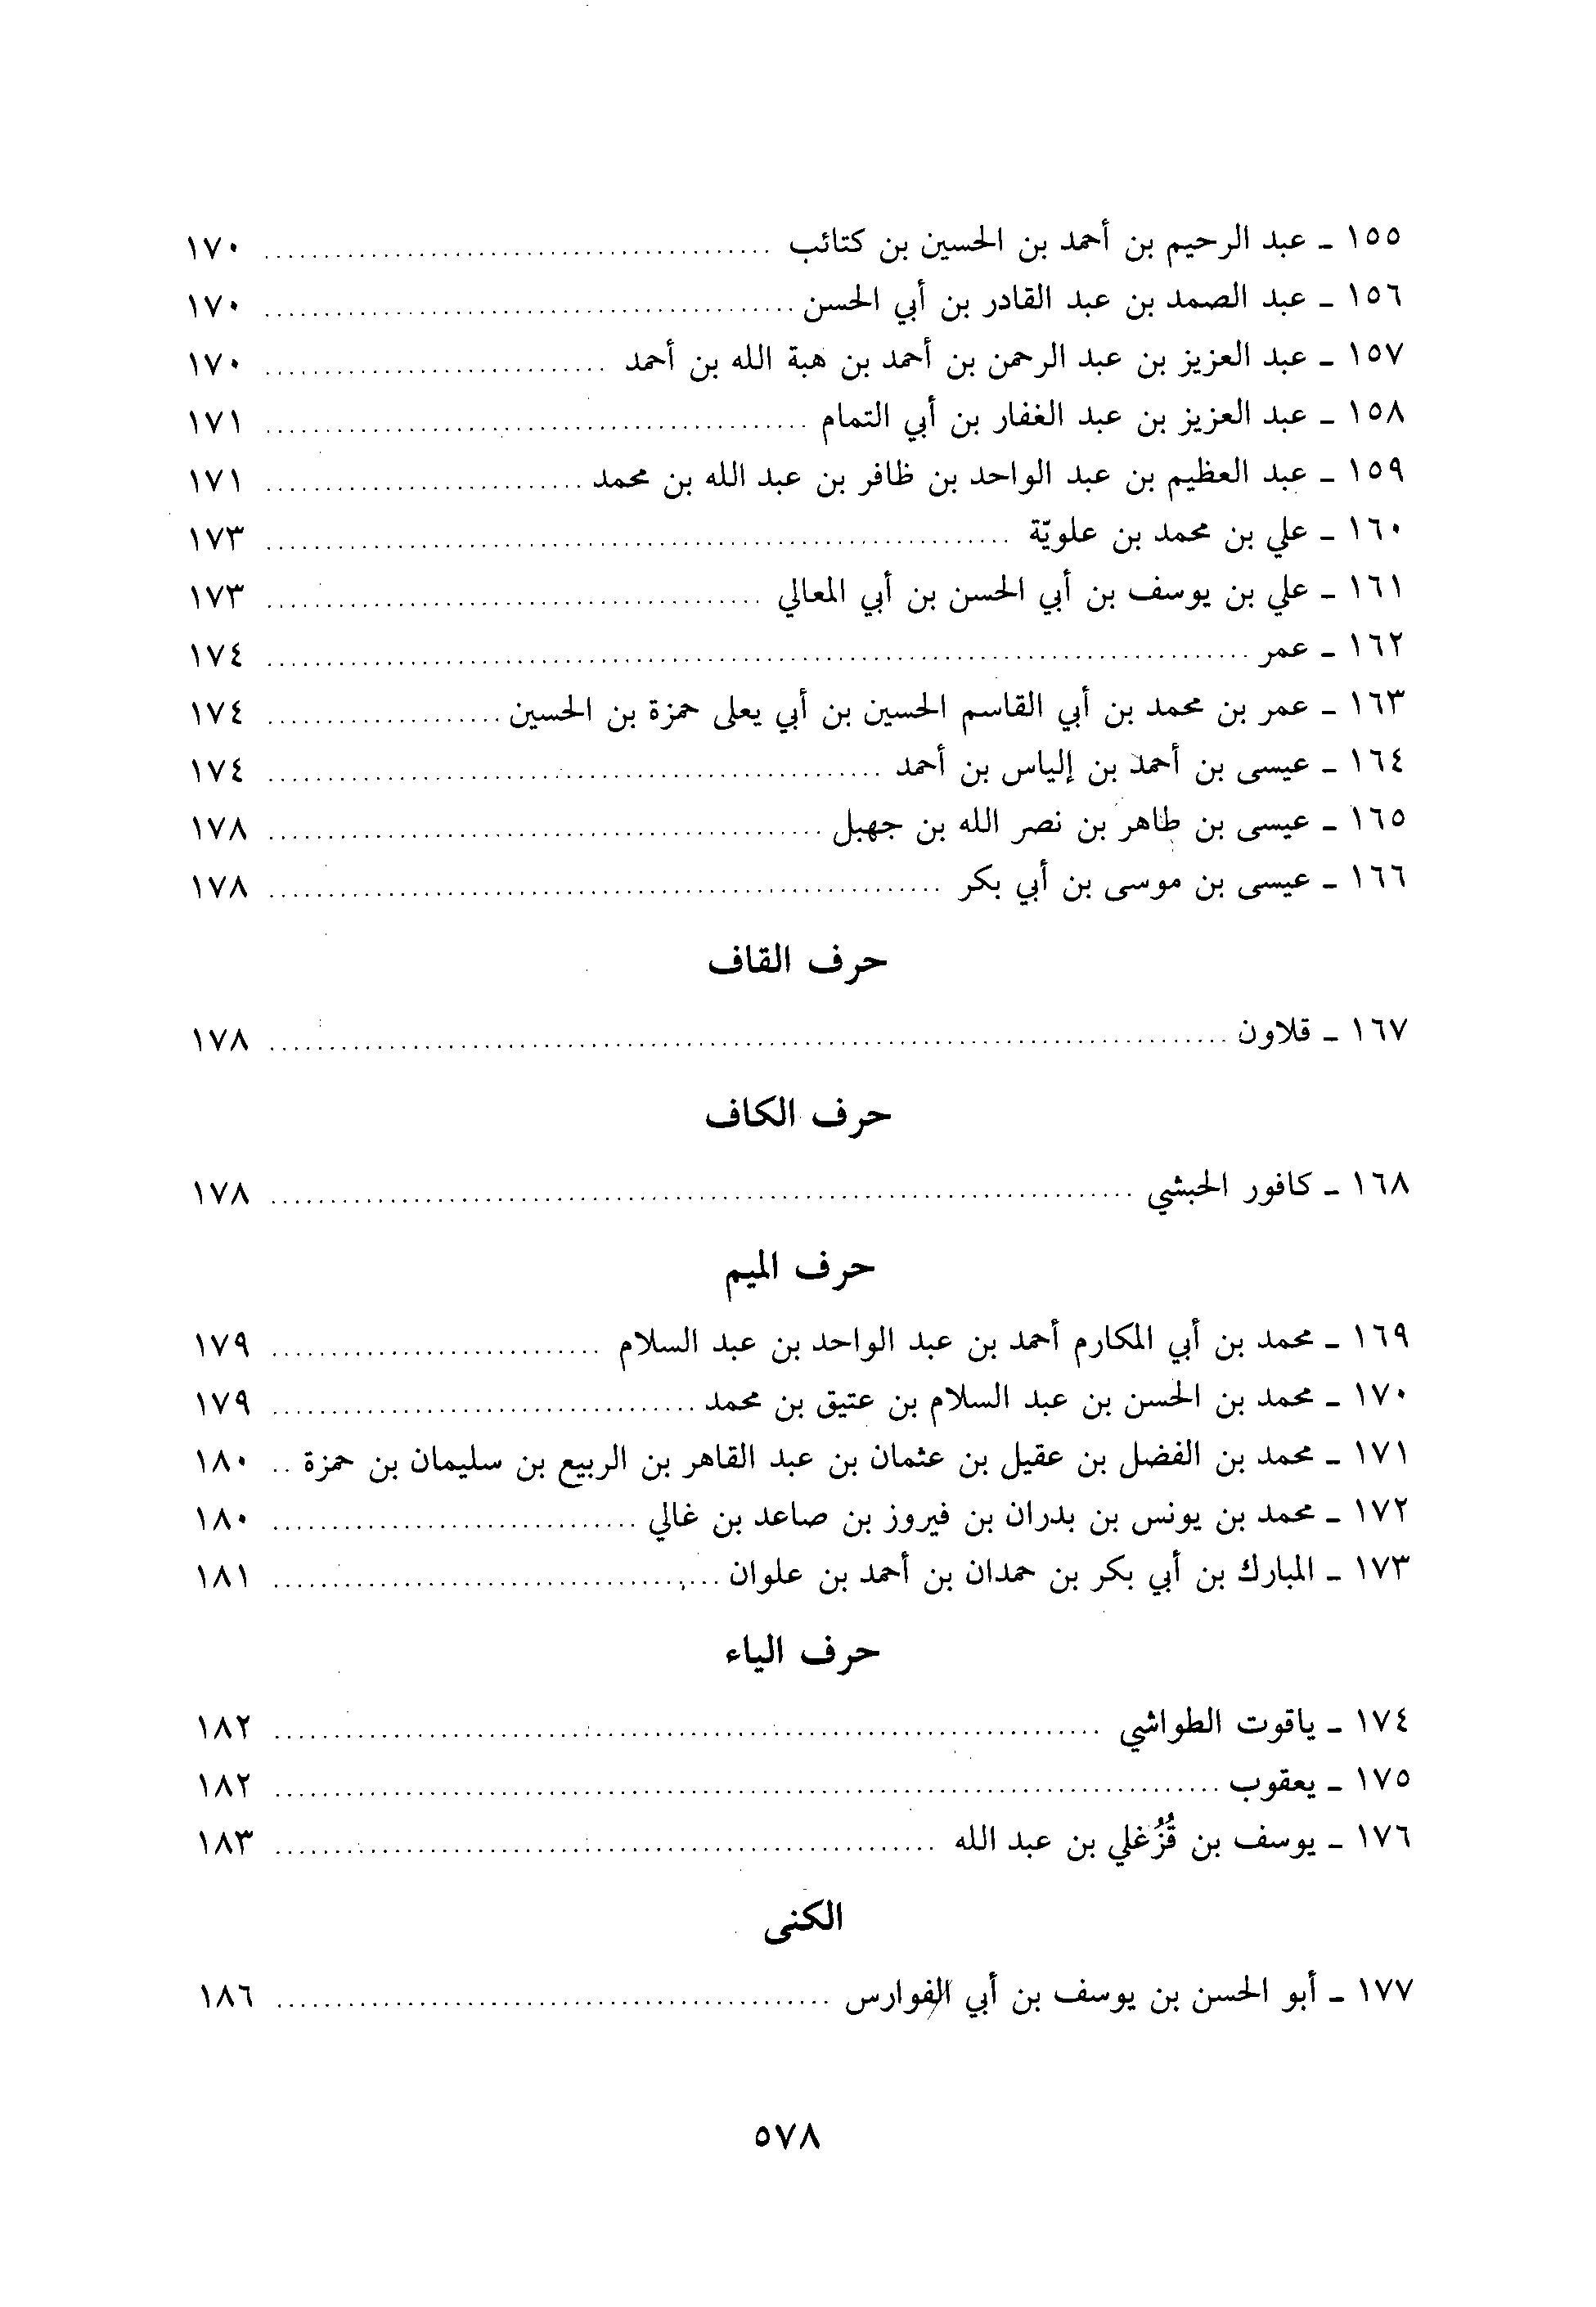 ١٥٥ ـ عبد الرحيم بن أحمد بن الحسين بن كتائب ........................................... ١٧٠
١٥٦ ـ عبد الصمد بن عبد القادر بن أبي الحسن ............................................ ١٧٠
١٥٧ ـ عبد العزيز بن عبد الرحمن بن أحمد بن هبة الله بن أحمد ............................. ١٧٠
١٥٨ ـ عبد العزيز بن عبد الغفار بن أبي التمام .............................................. ١٧١
١٥٩ ـ عبد العظيم بن عبد الواحد بن ظافر بن عبد الله بن محمد ........................... ١٧١
١٦٠ ـ علي بن محمد بن علويّة ............................................................... ١٧٣
١٦١ ـ علي بن يوسف بن أبي الحسن بن أبي المعالي .......................................... ١٧٣
١٦٢ ـ عمر ................................................................................... ١٧٤
١٦٣ ـ عمر بن محمد بن أبي القاسم الحسين بن أبي يعلى حمزة بن الحسين .................... ١٧٤
١٦٤ ـ عيسى بن أحمد بن إلياس بن أحمد .................................................... ١٧٤
١٦٥ ـ عيسى بن طاهر بن نصر الله بن جهبل ............................................... ١٧٨
١٦٦ ـ عيسى بن موسى بن أبي بكر ......................................................... ١٧٨
حرف القاف
١٦٧ ـ قلاون ................................................................................. ١٧٨
حرف الكاف
١٦٨ ـ كافور الحبشي ......................................................................... ١٧٨
حرف الميم
١٦٩ ـ محمد بن أبي المكارم أحمد بن عبد الواحد بن عبد السلام ............................ ١٧٩
١٧٠ ـ محمد بن الحسن بن عبد السلام بن عتيق بن محمد .................................... ١٧٩
١٧١ ـ محمد بن الفضل بن عقيل بن عثمان بن عبد القاهر بن الربيع بن سليمان بن حمزة .. ١٨٠
١٧٢ ـ محمد بن يونس بن بدران بن فيروز بن صاعد بن غالي ............................... ١٨٠
١٧٣ ـ المبارك بن أبي بكر بن حمدان بن أحمد بن علوان ..................................... ١٨١
حرف الياء
١٧٤ ـ ياقوت الطواشي ...................................................................... ١٨٢
١٧٥ ـ يعقوب ................................................................................ ١٨٢
١٧٦ ـ يوسف بن قُزُغلي بن عبد الله ........................................................ ١٨٣
الكنى
١٧٧ ـ أبو الحسن بن يوسف بن أبي الفوارس ............................................... ١٨٦
٥٧٨